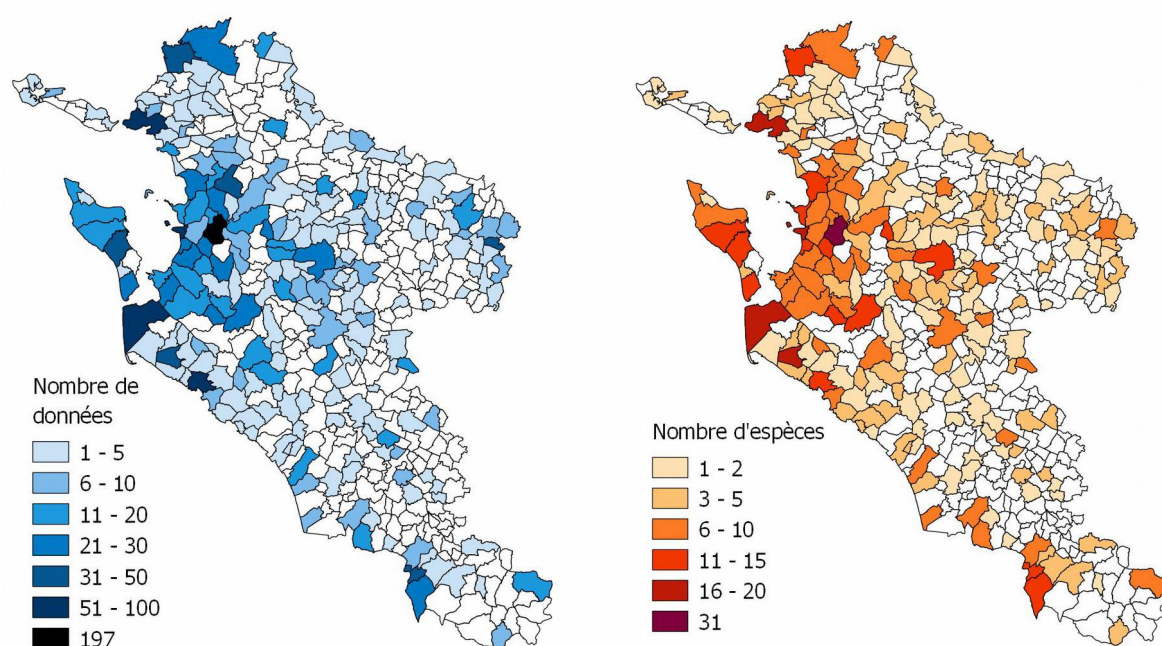 Nombre de
données
1 - 5
6 - 10
11 - 20
21 - 30
31 - 50
51 - 100
197
Nombre d'espèces
1 - 2
3 - 5
6 - 10
11 - 15
16 - 20
31